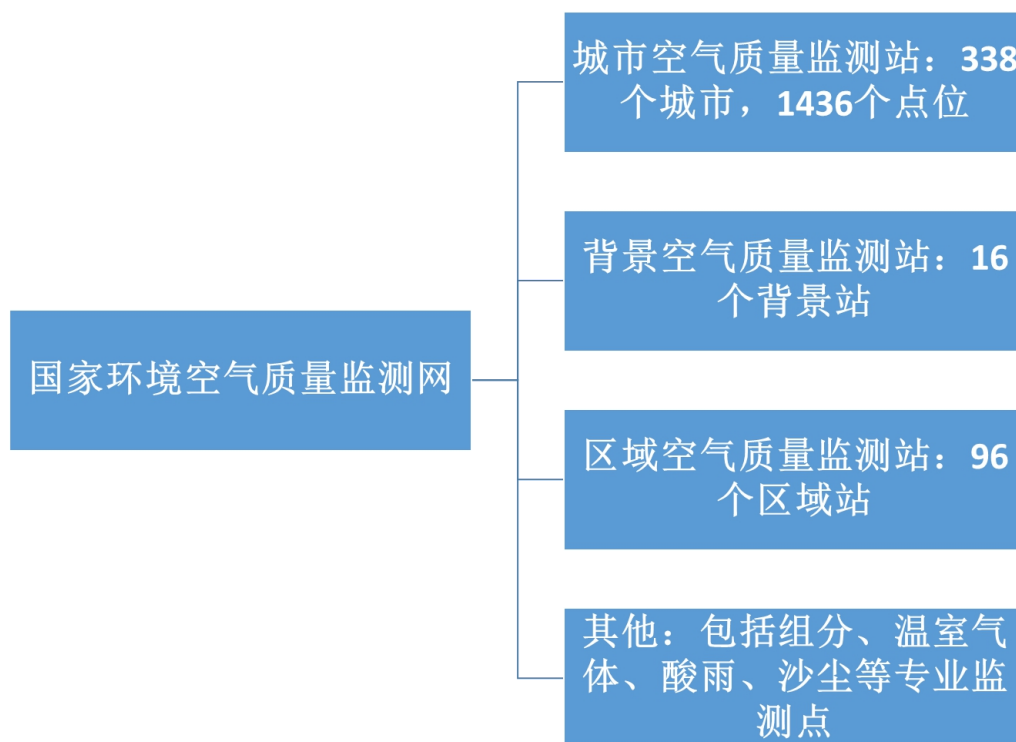 城市空气质量监测站：338
个城市，1436个点位
背景空气质量监测站：16
个背景站
国家环境空气质量监测网
区域空气质量监测站：96
个区域站
其他：包括组分、温室气
体、酸雨、沙尘等专业监
测点